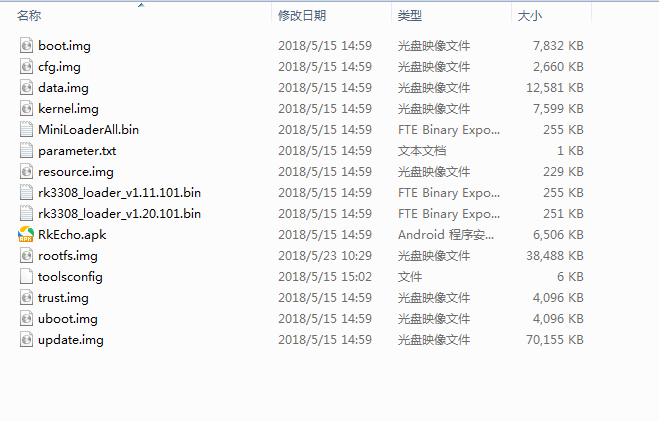 名称 修改日期 类型 大小
boot.img 2018/5/15 14:59 光盘映像文件 7,832 KB
cfg.img 2018/5/15 14:59 光盘映像文件 2,660 KB
data.img 2018/5/15 14:59 光盘映像文件 12,581 KB
kernel.img 2018/5/15 14:59 光盘映像文件 7,599 KB
MiniLoaderAll.bin 2018/5/15 14:59 FTE Binary Expo... 255 KB
parameter.txt 2018/5/15 14:59 文本文档 1 KB
resource.img 2018/5/15 14:59 光盘映像文件 229 KB
rk3308_loader_v1.11.101.bin 2018/5/15 14:59 FTE Binary Expo... 255 KB
rk3308_loader_v1.20.101.bin 2018/5/15 14:59 FTE Binary Expo... 251 KB
RkEcho.apk 2018/5/15 14:59 Android 程序安... 6,506 KB
rootfs.img 2018/5/23 10:29 光盘映像文件 38,488 KB
toolsconfig 2018/5/15 15:02 文件 6 KB
trust.img 2018/5/15 14:59 光盘映像文件 4,096 KB
uboot.img 2018/5/15 14:59 光盘映像文件 4,096 KB
update.img 2018/5/15 14:59 光盘映像文件 70,155 KB